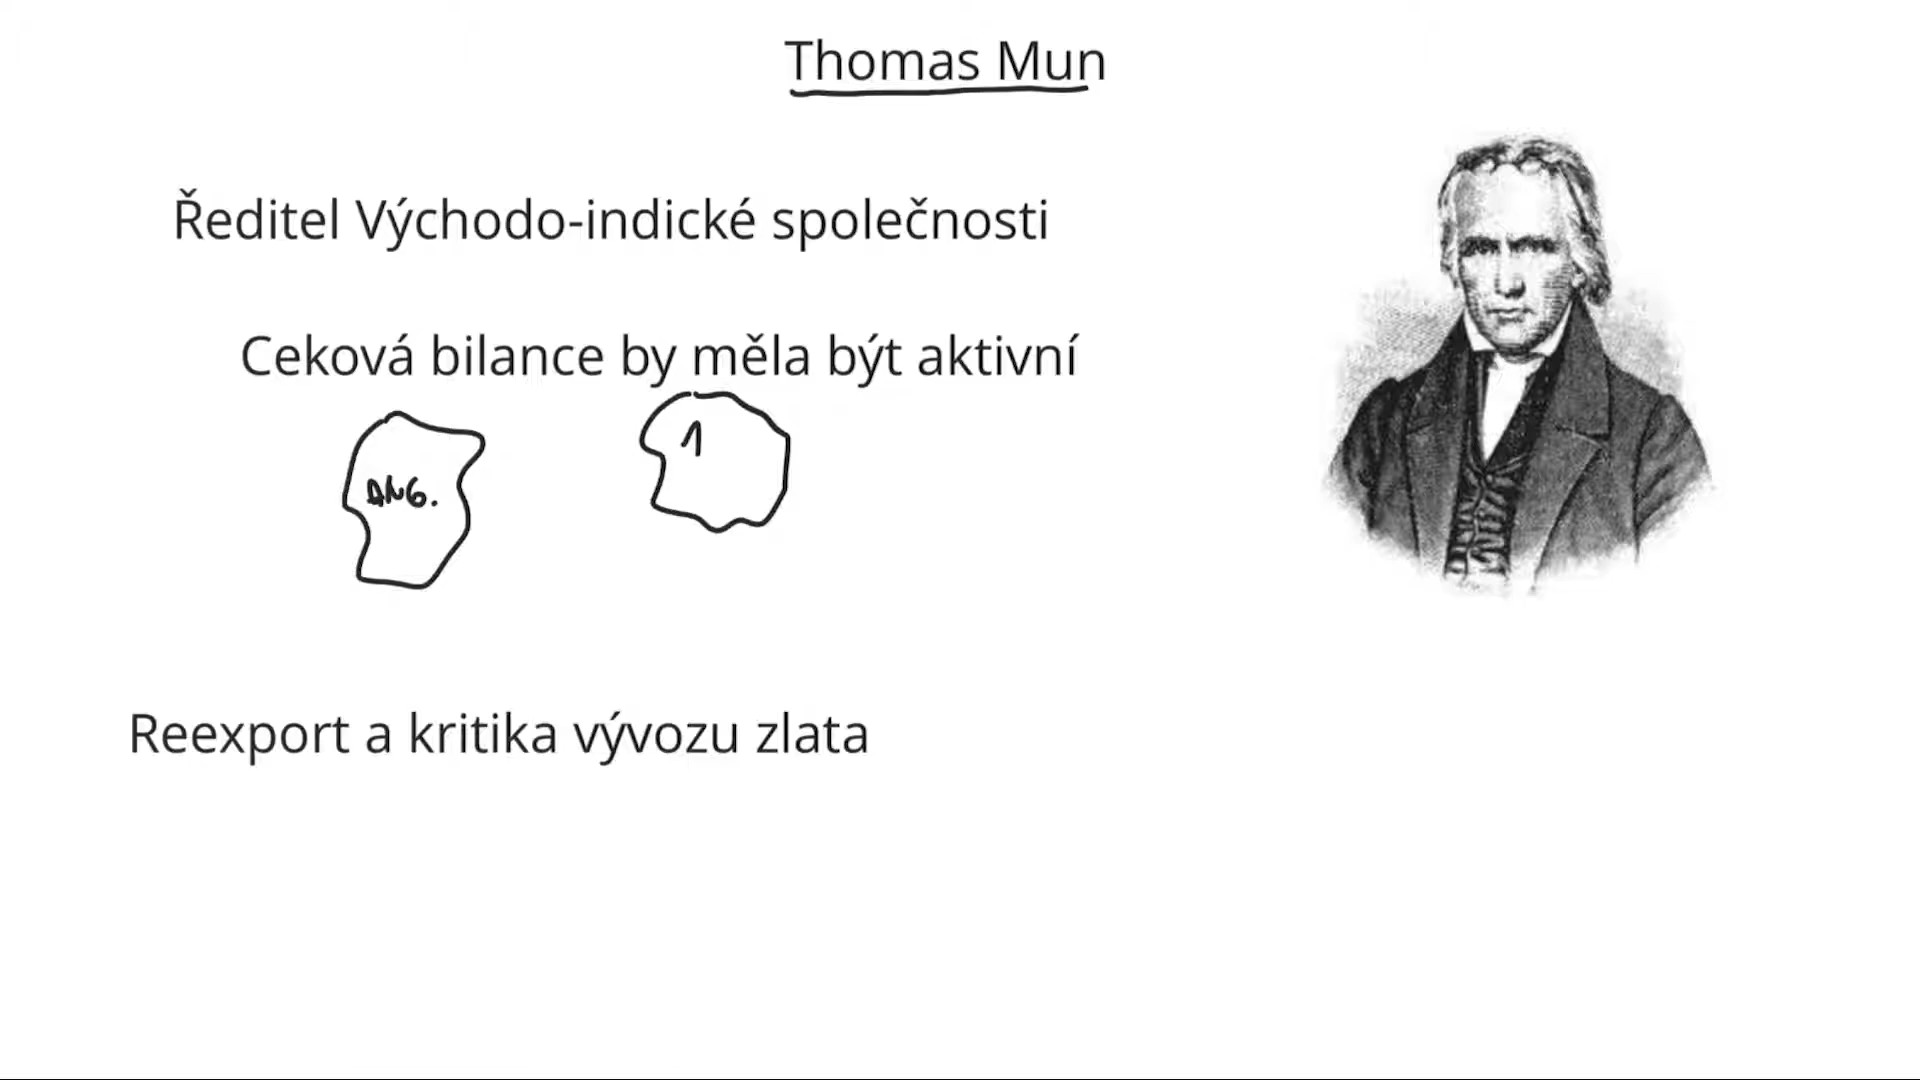 Thomas Mun
Ředitel Východo-indické společnosti
Ceková bilance by měla být aktivní
ANG.
1
Reexport a kritika vývozu zlata